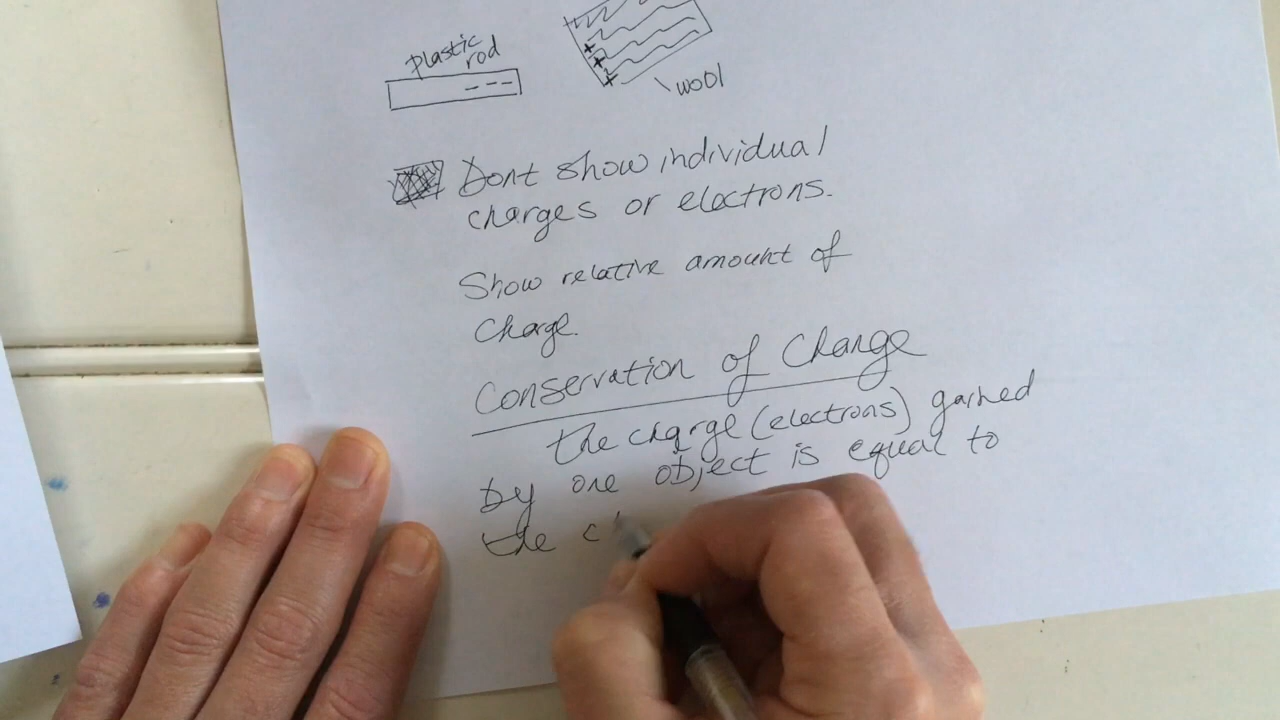 plastic
rod
- - -
+
+
+
+
wool
Dont show individual
charges or electrons.
Show relative amount of
Charge.
Conservation of Charge
the charge (electrons) gained
by one object is equal to
the c